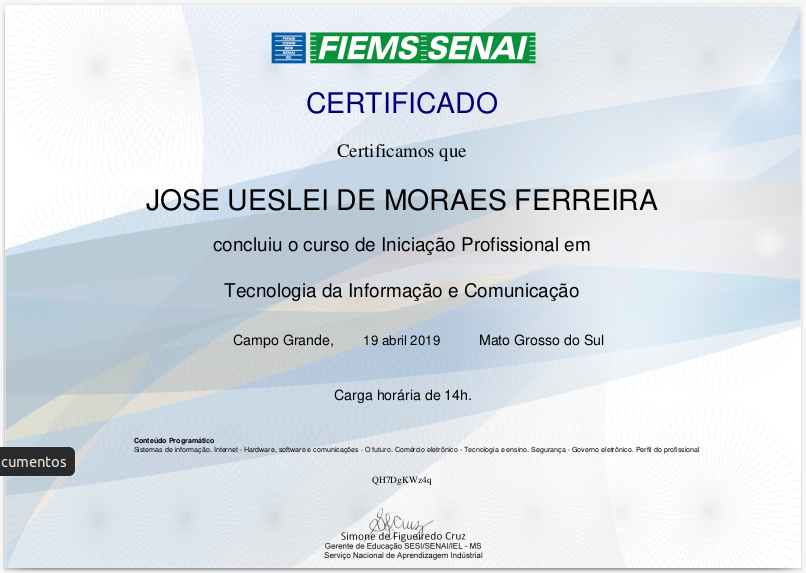 FIEMS SENAI
CERTIFICADO
Certificamos que
JOSE UESLEI DE MORAES FERREIRA
concluiu o curso de Iniciação Profissional em
Tecnologia da Informação e Comunicação
Campo Grande, 19 abril 2019 Mato Grosso do Sul
Carga horária de 14h.
Conteúdo Programático
Sistemas de informação. Internet - Hardware, software e comunicações - O futuro. Comércio eletrônico - Tecnologia e ensino. Segurança - Governo eletrônico. Perfil do profissional
cumentos
QH7DgKWz4q
Simone de Figueiredo Cruz
Gerente de Educação SESI/SENAI/IEL - MS
Serviço Nacional de Aprendizagem Indústrial